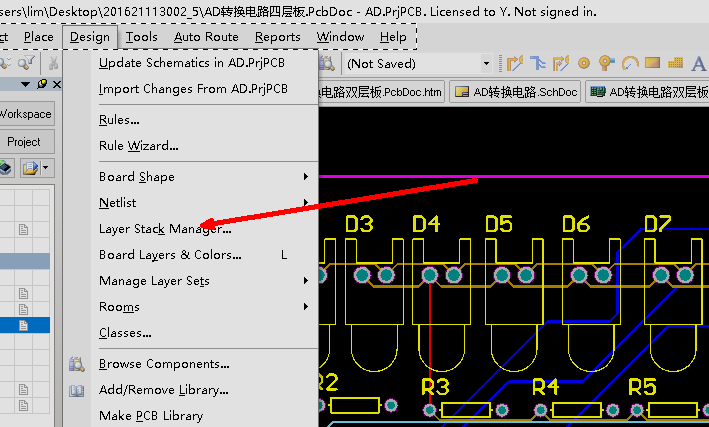 sers\lim\Desktop\201621113002_5\AD转换电路四层板.PcbDoc - AD.PrjPCB. Licensed to Y. Not signed in.
ct Place Design Tools Auto Route Reports Window Help
Update Schematics in AD.PrjPCB
(Not Saved)
Import Changes From AD.PrjPCB
电路双层板.PcbDoc.htm AD转换电路.SchDoc AD转换电路双层板
Workspace
Rules...
Project
Rule Wizard...
Board Shape
Netlist
Layer Stack Manager...
D3 D4 D5 D6 D7
Board Layers & Colors... L
Manage Layer Sets
Rooms
Classes...
Browse Components...
Add/Remove Library...
R2 R3 R4 R5
Make PCB Library